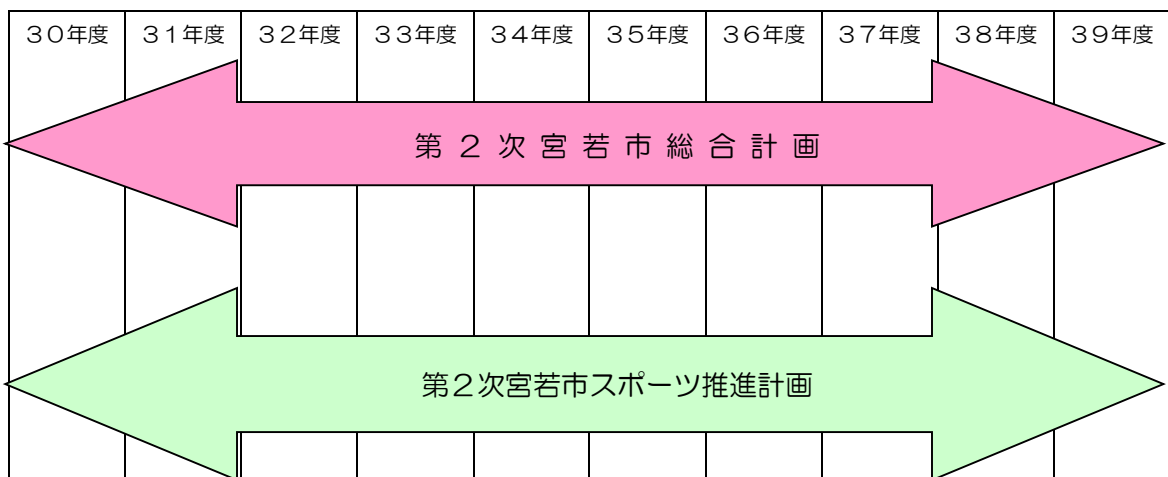 30年度 31年度 32年度 33年度 34年度 35年度 36年度 37年度 38年度 39年度
第2次宮若市総合計画
第2次宮若市スポーツ推進計画